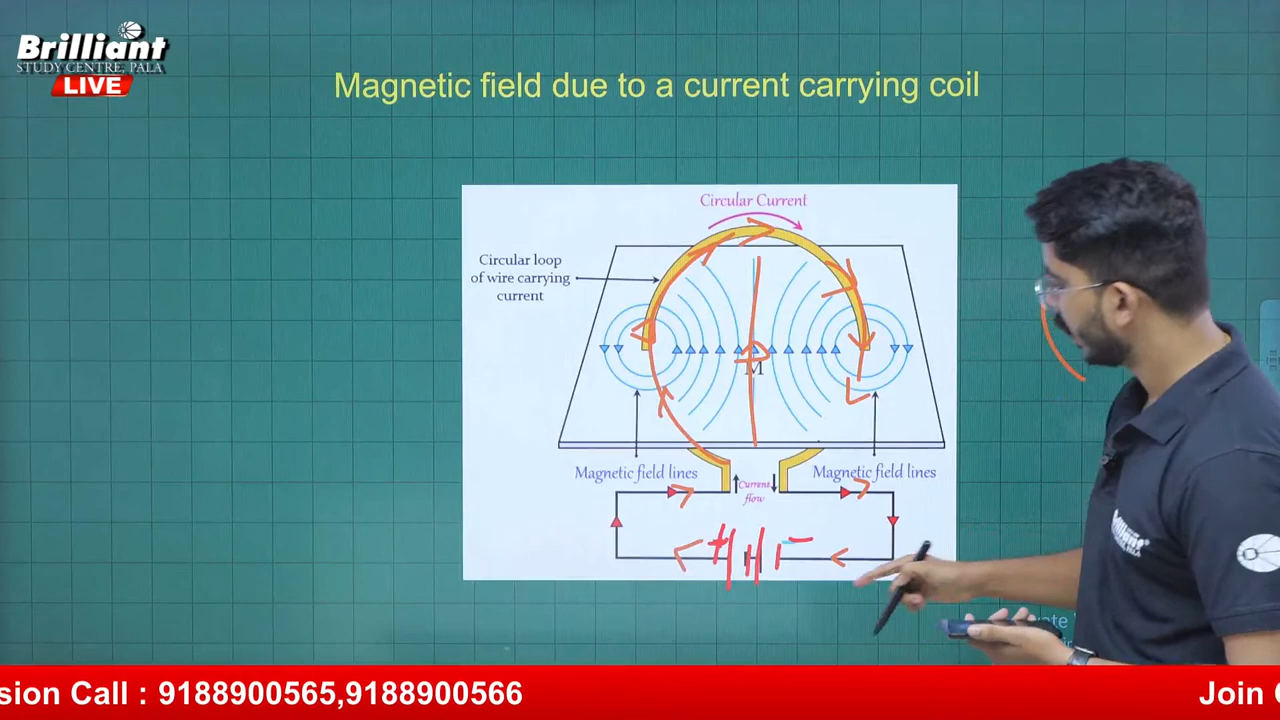 Brilliant
STUDY CENTRE, PALA
LIVE
Magnetic field due to a current carrying coil
Circular Current
Circular loop
of wire carrying
current
M
Magnetic field lines
Magnetic field lines
Current
flow
+
−
Brilliant
sion Call : 9188900565,9188900566
Join